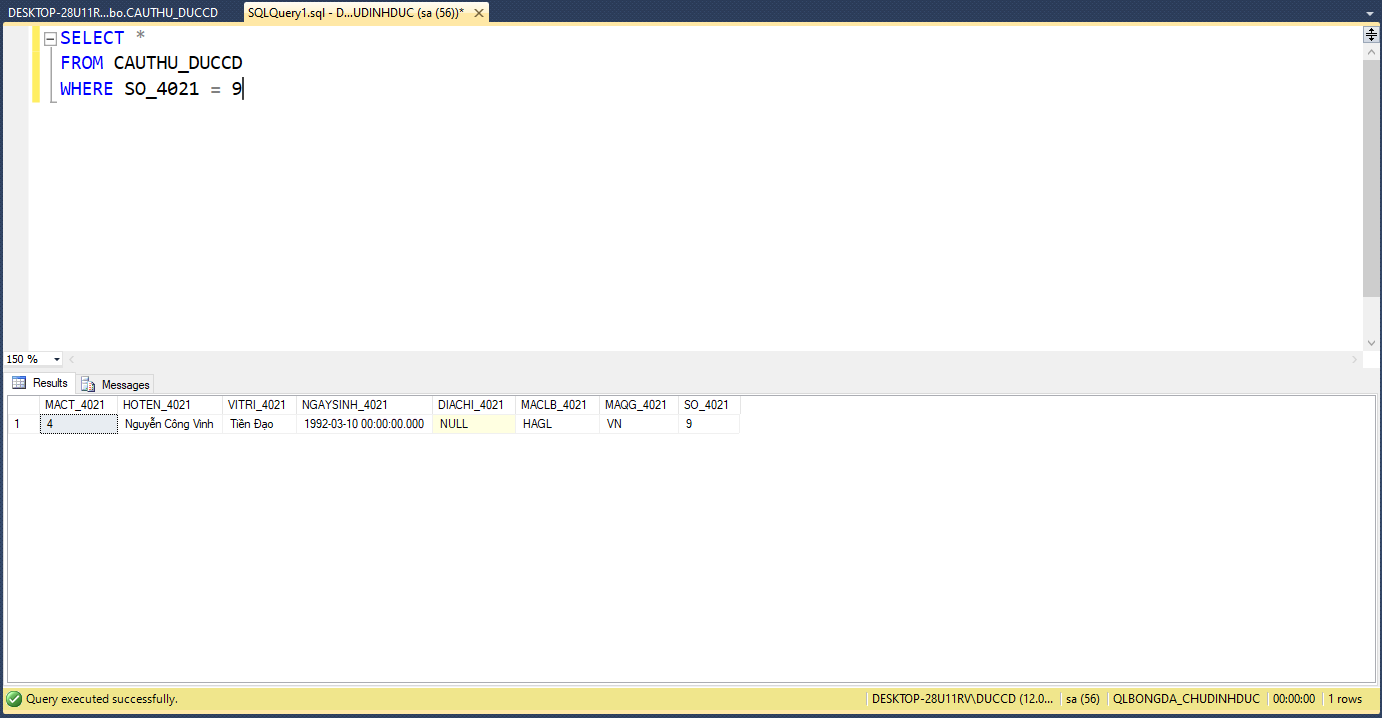 DESKTOP-28U11R...bo.CAUTHU_DUCCD SQLQuery1.sql - D...UDINHDUC (sa (56))*
SELECT *
FROM CAUTHU_DUCCD
WHERE SO_4021 = 9
150 %
Results Messages
MACT_4021 HOTEN_4021 VITRI_4021 NGAYSINH_4021 DIACHI_4021 MACLB_4021 MAQG_4021 SO_4021
1 4 Nguyễn Công Vinh Tiền Đạo 1992-03-10 00:00:00.000 NULL HAGL VN 9
Query executed successfully. DESKTOP-28U11RV\DUCCD (12.0... sa (56) QLBONGDA_CHUDINHDUC 00:00:00 1 rows